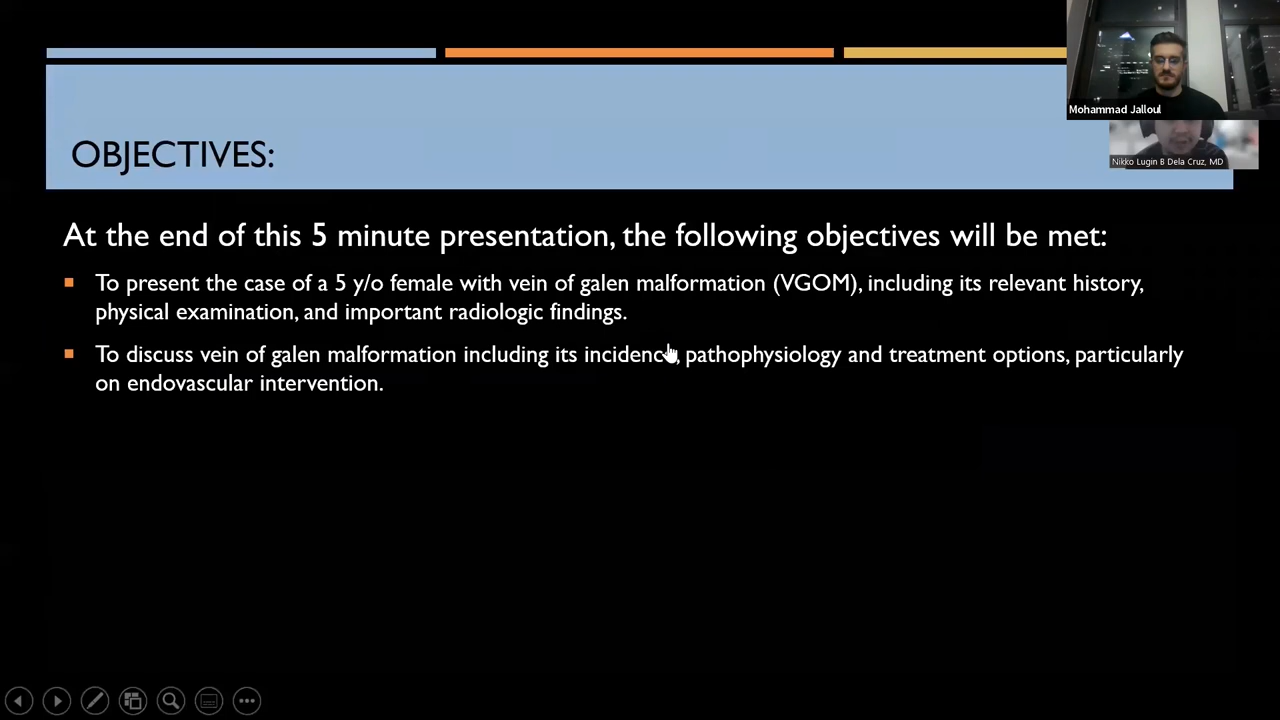 Mohammad Jalloul
Nikko Lugin B Dela Cruz, MD
OBJECTIVES:
At the end of this 5 minute presentation, the following objectives will be met:
To present the case of a 5 y/o female with vein of galen malformation (VGOM), including its relevant history,
physical examination, and important radiologic findings.
To discuss vein of galen malformation including its incidence, pathophysiology and treatment options, particularly
on endovascular intervention.